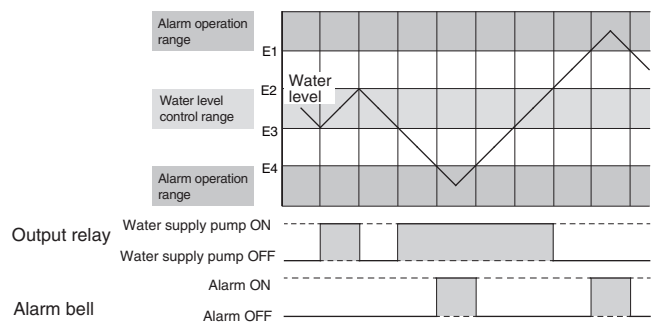 Alarm operation
range
E1
E2
Water
level
Water level
control range
E3
E4
Alarm operation
range
Output relay
Water supply pump ON
Water supply pump OFF
Alarm ON
Alarm bell
Alarm OFF